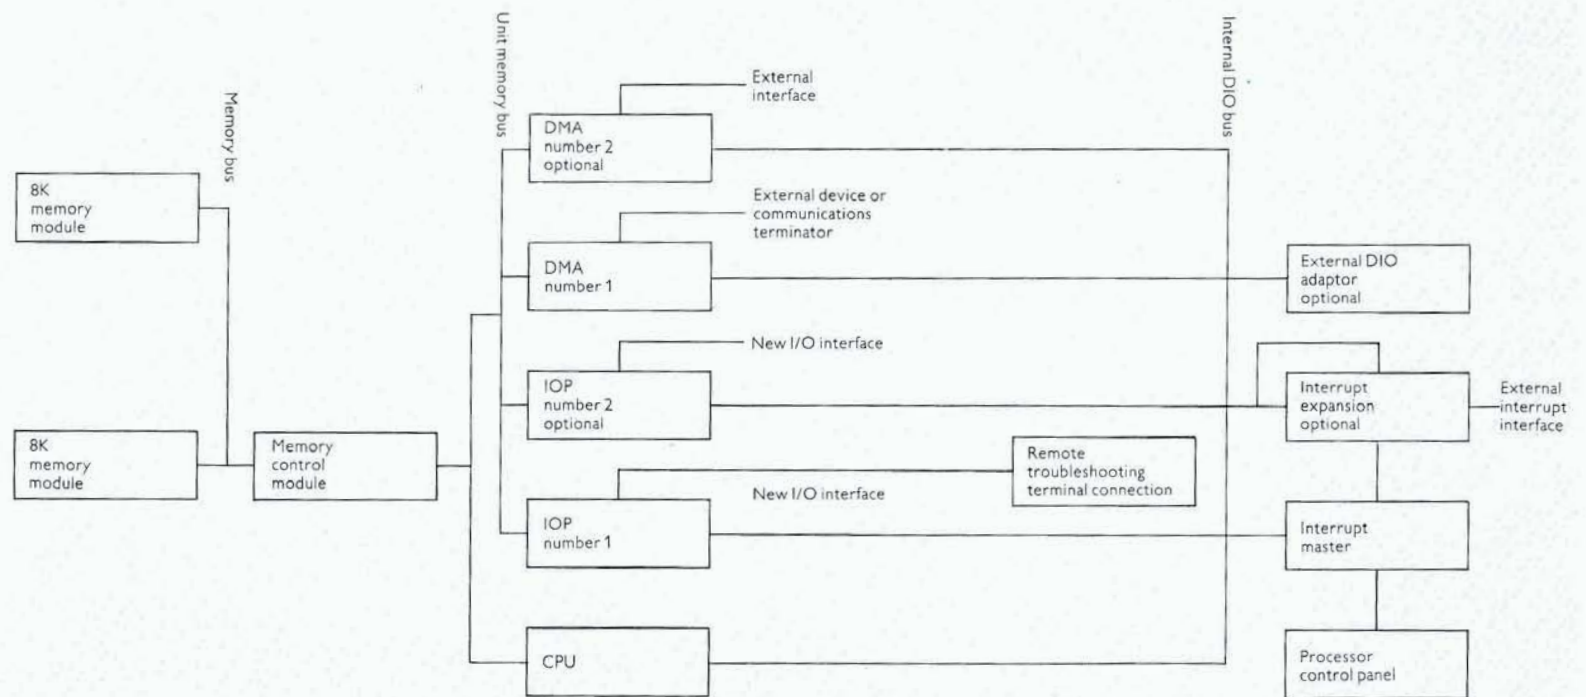 Memory bus
Unit memory bus
Internal DIO bus
8K
memory
module
8K
memory
module
Memory
control
module
External
interface
DMA
number 2
optional
External device or
communications
terminator
DMA
number 1
New I/O interface
IOP
number 2
optional
New I/O interface
IOP
number 1
CPU
Remote
troubleshooting
terminal connection
External DIO
adaptor
optional
Interrupt
expansion
optional
External
interrupt
interface
Interrupt
master
Processor
control panel